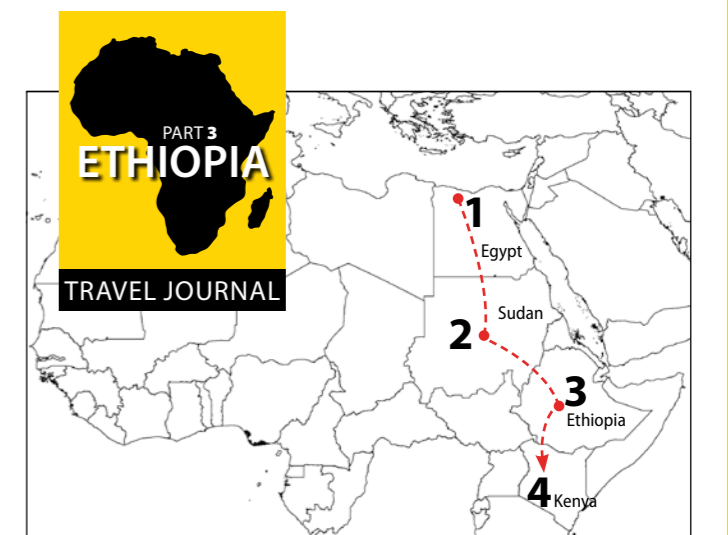 PART 3
ETHIOPIA
TRAVEL JOURNAL
1
Egypt
Sudan
2
3
Ethiopia
4 Kenya